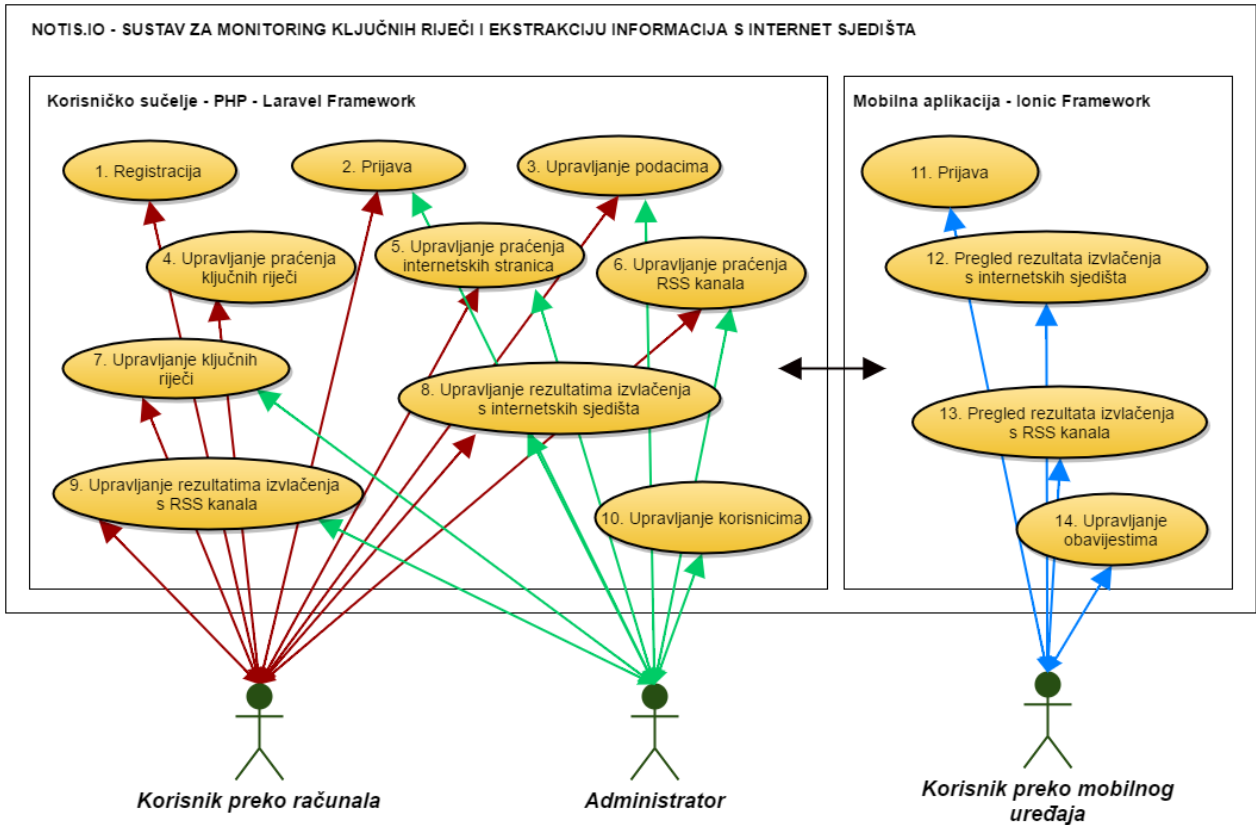 NOTIS.IO - SUSTAV ZA MONITORING KLJUČNIH RIJEČI I EKSTRAKCIJU INFORMACIJA S INTERNET SJEDIŠTA
Korisničko sučelje - PHP - Laravel Framework
1. Registracija
2. Prijava
3. Upravljanje podacima
4. Upravljanje praćenja
ključnih riječi
5. Upravljanje praćenja
internetskih stranica
6. Upravljanje praćenja
RSS kanala
7. Upravljanje ključnih
riječi
8. Upravljanje rezultatima izvlačenja
s internetskih sjedišta
9. Upravljanje rezultatima izvlačenja
s RSS kanala
10. Upravljanje korisnicima
Mobilna aplikacija - Ionic Framework
11. Prijava
12. Pregled rezultata izvlačenja
s internetskih sjedišta
13. Pregled rezultata izvlačenja
s RSS kanala
14. Upravljanje
obavijestima
Korisnik preko računala
Administrator
Korisnik preko mobilnog
uređaja